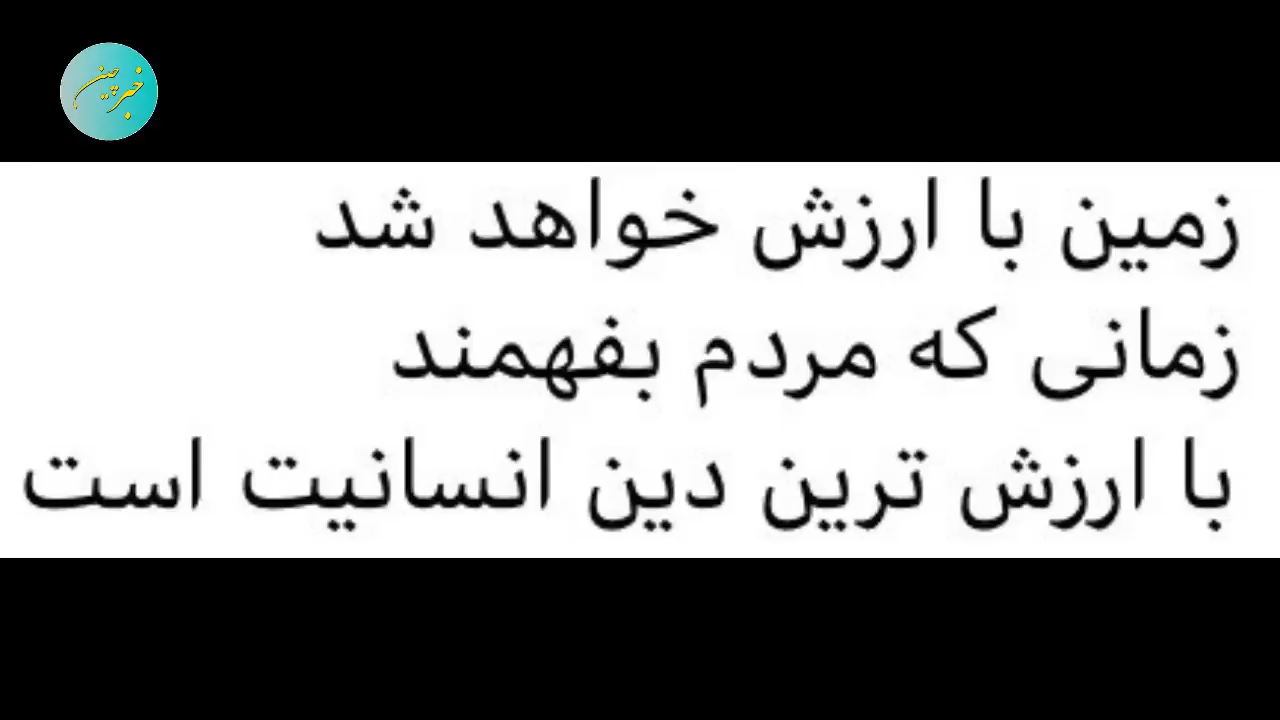 خبرچین
زمین با ارزش خواهد شد
زمانی که مردم بفهمند
با ارزش ترین دین انسانیت است